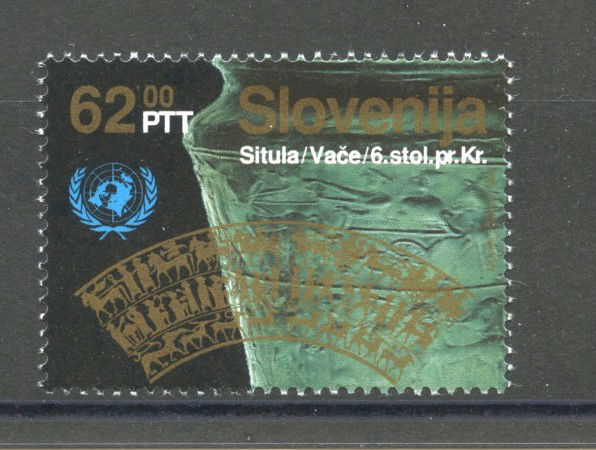 62'00
PTT
Slovenija
Situla/Vače/6.stol.pr.Kr.